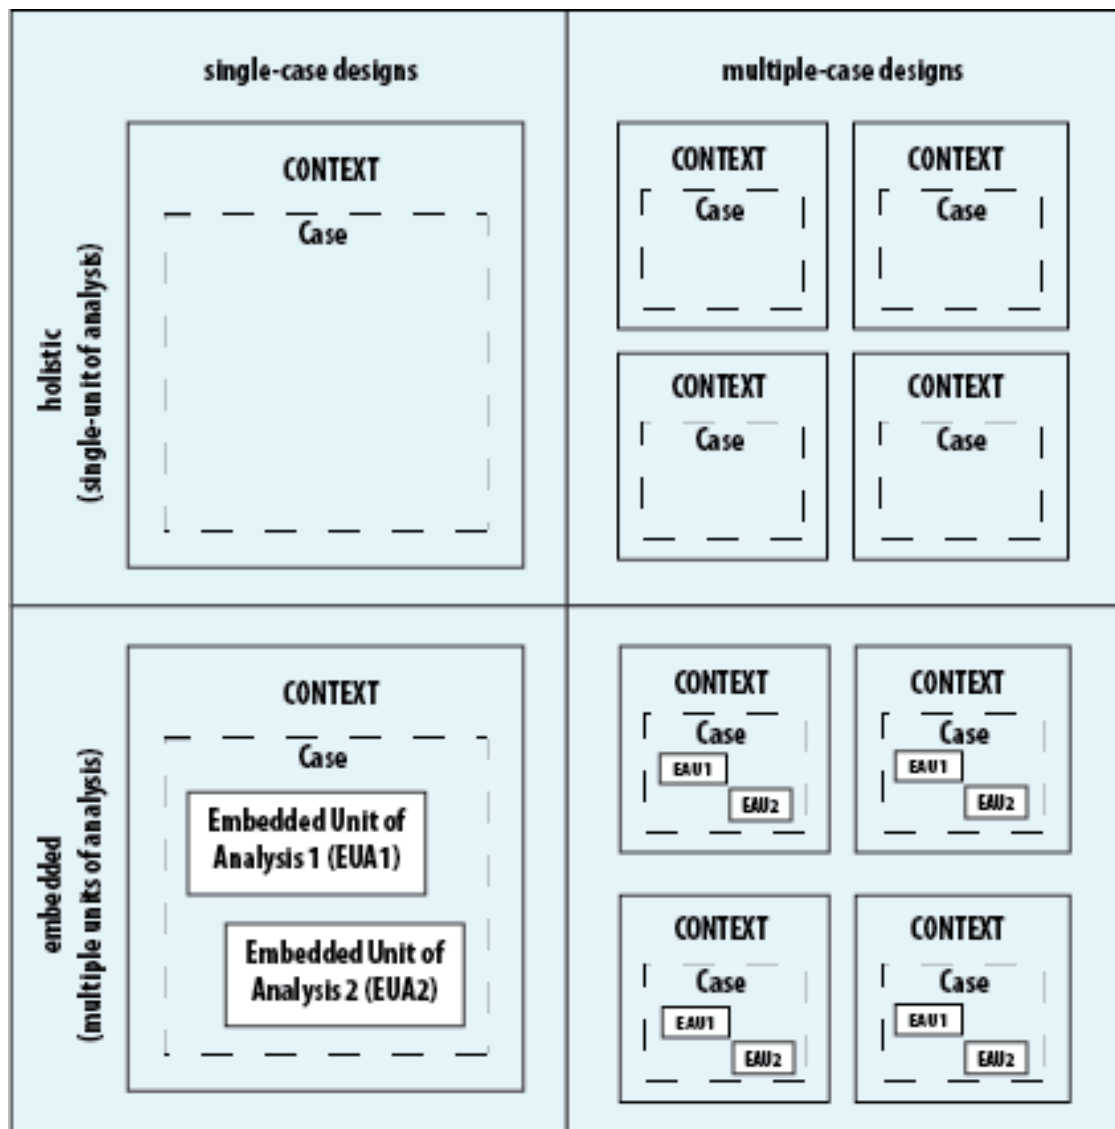 single-case designs
multiple-case designs
holistic
(single-unit of analysis)
CONTEXT
Case
CONTEXT
Case
CONTEXT
Case
CONTEXT
Case
CONTEXT
Case
embedded
(multiple units of analysis)
CONTEXT
Case
Embedded Unit of
Analysis 1 (EUA1)
Embedded Unit of
Analysis 2 (EUA2)
CONTEXT
Case
EAU1
EAU2
CONTEXT
Case
EAU1
EAU2
CONTEXT
Case
EAU1
EAU2
CONTEXT
Case
EAU1
EAU2